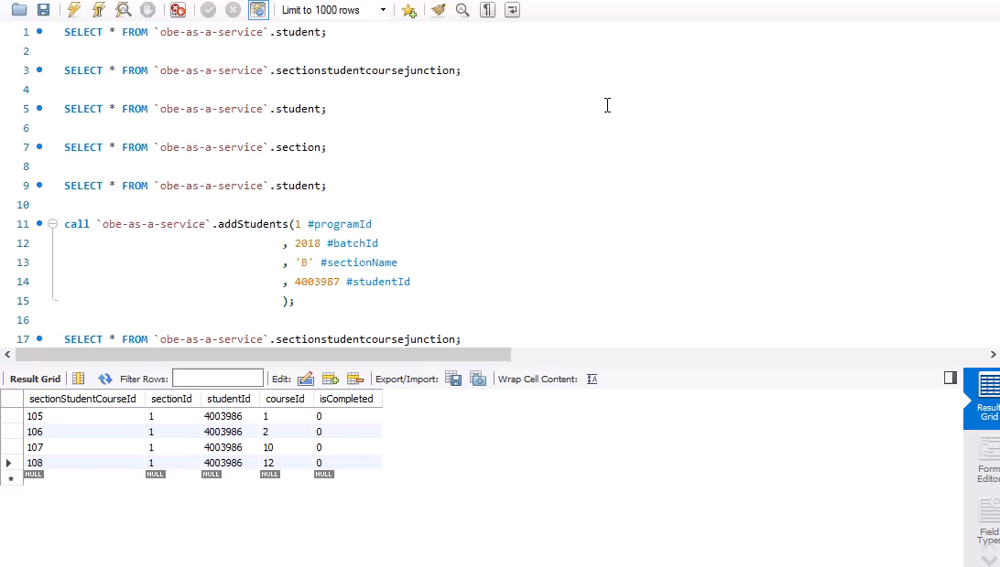 Limit to 1000 rows
1 SELECT * FROM `obe-as-a-service`.student;
2
3 SELECT * FROM `obe-as-a-service`.sectionstudentcoursejunction;
4
5 SELECT * FROM `obe-as-a-service`.student;
6
7 SELECT * FROM `obe-as-a-service`.section;
8
9 SELECT * FROM `obe-as-a-service`.student;
10
11 call `obe-as-a-service`.addStudents(1 #programId
12 , 2018 #batchId
13 , 'B' #sectionName
14 , 4003987 #studentId
15 );
16
17 SELECT * FROM `obe-as-a-service`.sectionstudentcoursejunction;
Result Grid Filter Rows: Edit: Export/Import: Wrap Cell Content: IA
sectionStudentCourseId sectionId studentId courseId isCompleted
105 1 4003986 1 0
106 1 4003986 2 0
107 1 4003986 10 0
108 1 4003986 12 0
NULL NULL NULL NULL NULL
Result
Grid
Form
Editor
Field
Types